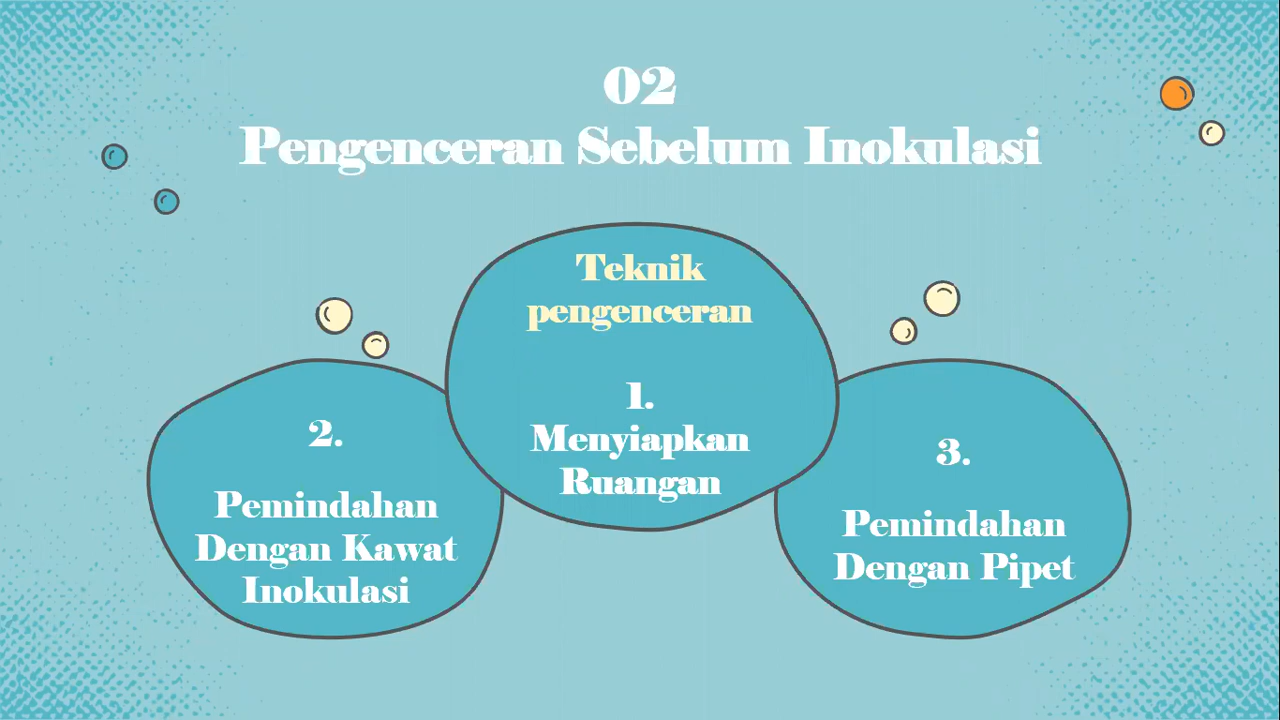 02
Pengenceran Sebelum Inokulasi
Teknik
pengenceran
1.
Menyiapkan
Ruangan
2.
Pemindahan
Dengan Kawat
Inokulasi
3.
Pemindahan
Dengan Pipet